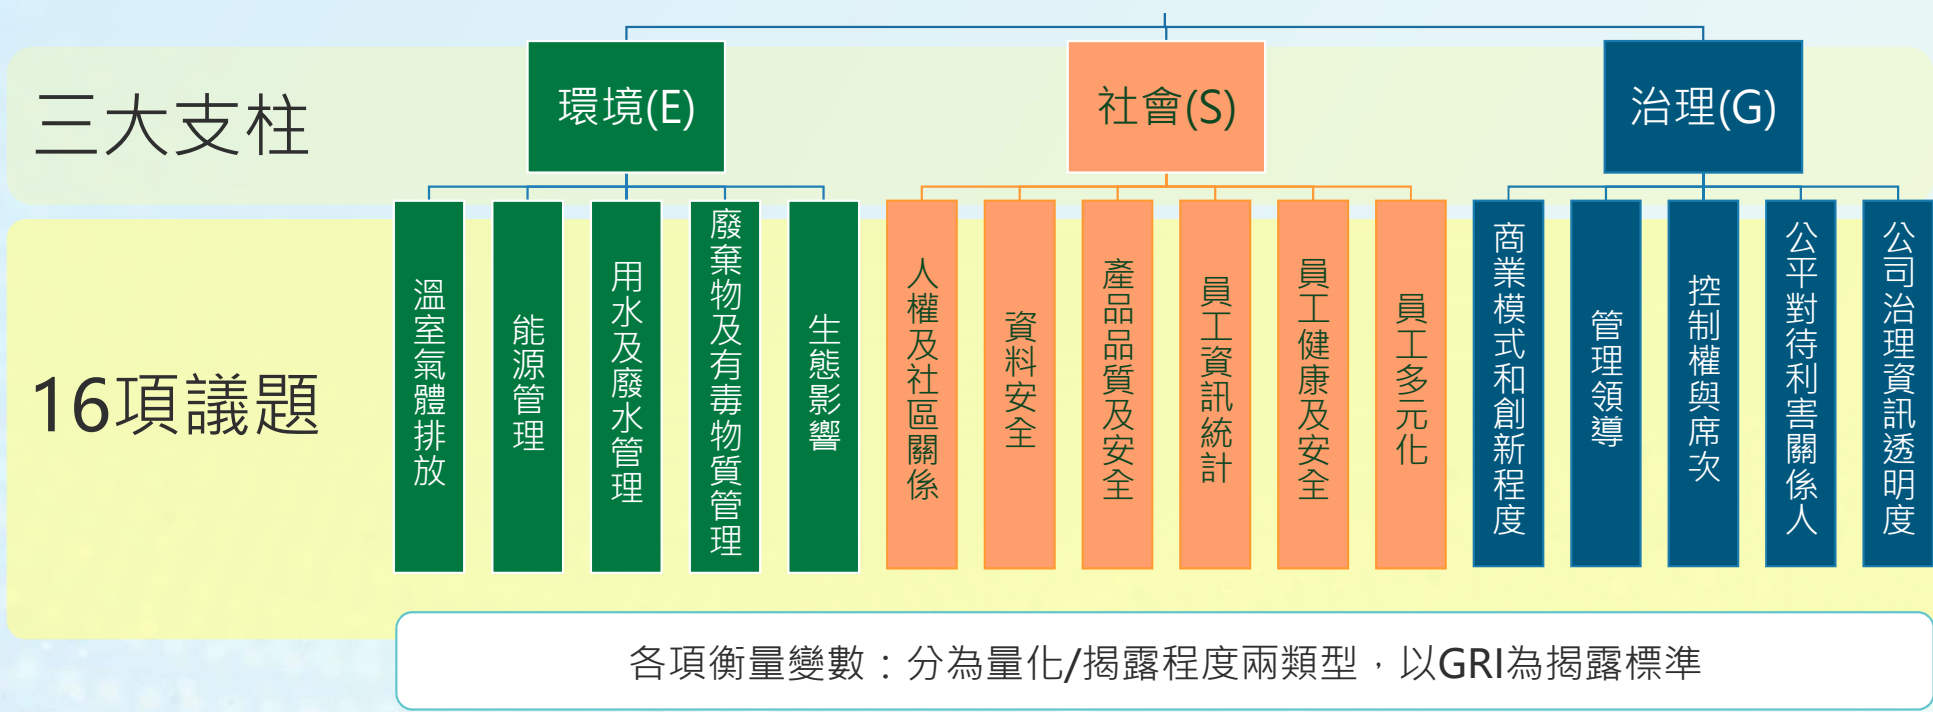 三大支柱
環境(E)
社會(S)
治理(G)
16項議題
溫室氣體排放
能源管理
用水及廢水管理
廢棄物及有毒物質管理
生態影響
人權及社區關係
資料安全
產品品質及安全
員工資訊統計
員工健康及安全
員工多元化
商業模式和創新程度
管理領導
控制權與席次
公平對待利害關係人
公司治理資訊透明度
各項衡量變數：分為量化/揭露程度兩類型，以GRI為揭露標準